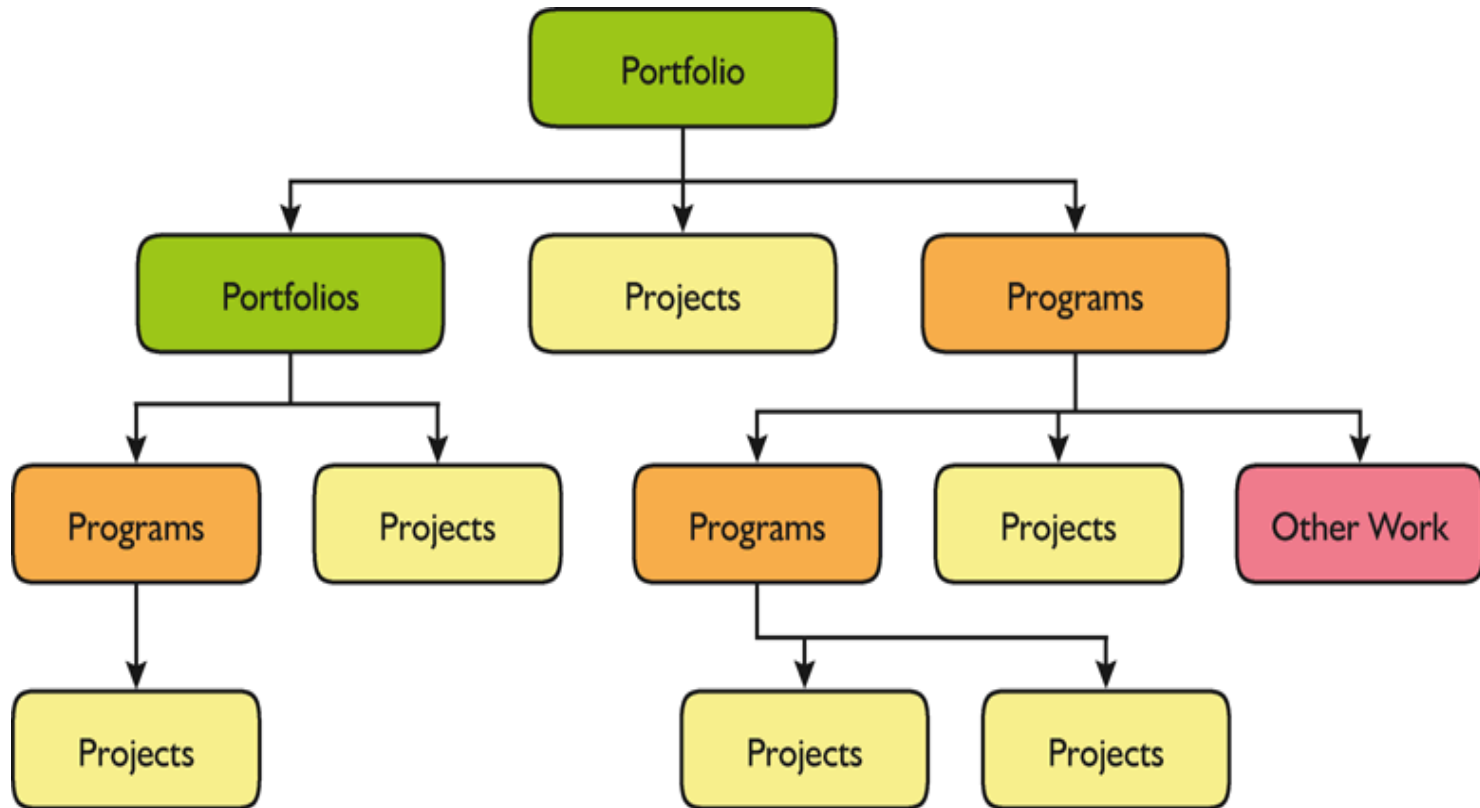 Portfolio
Portfolios
Projects
Programs
Programs
Projects
Programs
Projects
Other Work
Projects
Projects
Projects